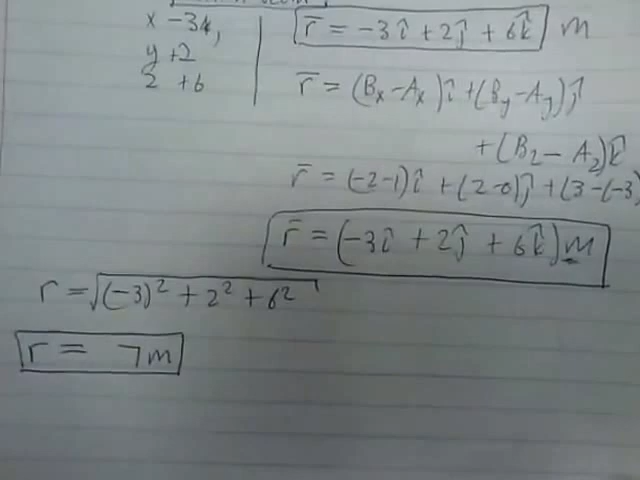 x -34,
y +2
z +6
r̄ = -3î + 2ĵ + 6k̂ m
r̄ = (Bx - Ax)î + (By - Ay)ĵ
+ (Bz - Az)k̂
r̄ = (-2-1)î + (2-0)ĵ + (3-(-3)
r̄ = (-3î + 2ĵ + 6k̂)m
r = √(-3)² + 2² + 6²
r = 7m